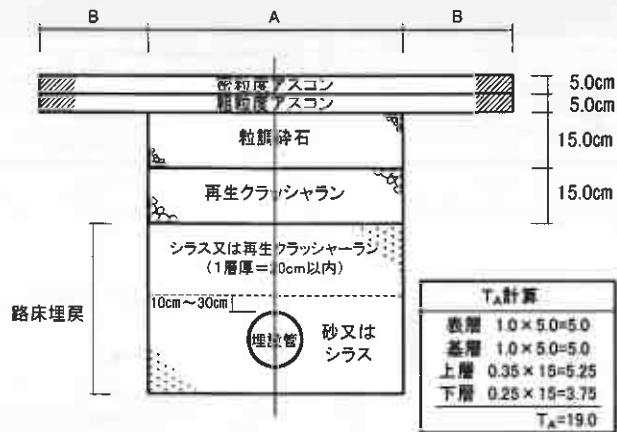 B A B
密粒度アスコン 5.0cm
粗粒度アスコン 5.0cm
粒調砕石 15.0cm
再生クラッシャラン 15.0cm
シラス又は再生クラッシャーラン
(1層厚=20cm以内)
10cm~30cm
路床埋戻
埋設管
砂又は
シラス
TA計算
表層 1.0×5.0=5.0
基層 1.0×5.0=5.0
上層 0.35×15=5.25
下層 0.25×15=3.75
TA=19.0